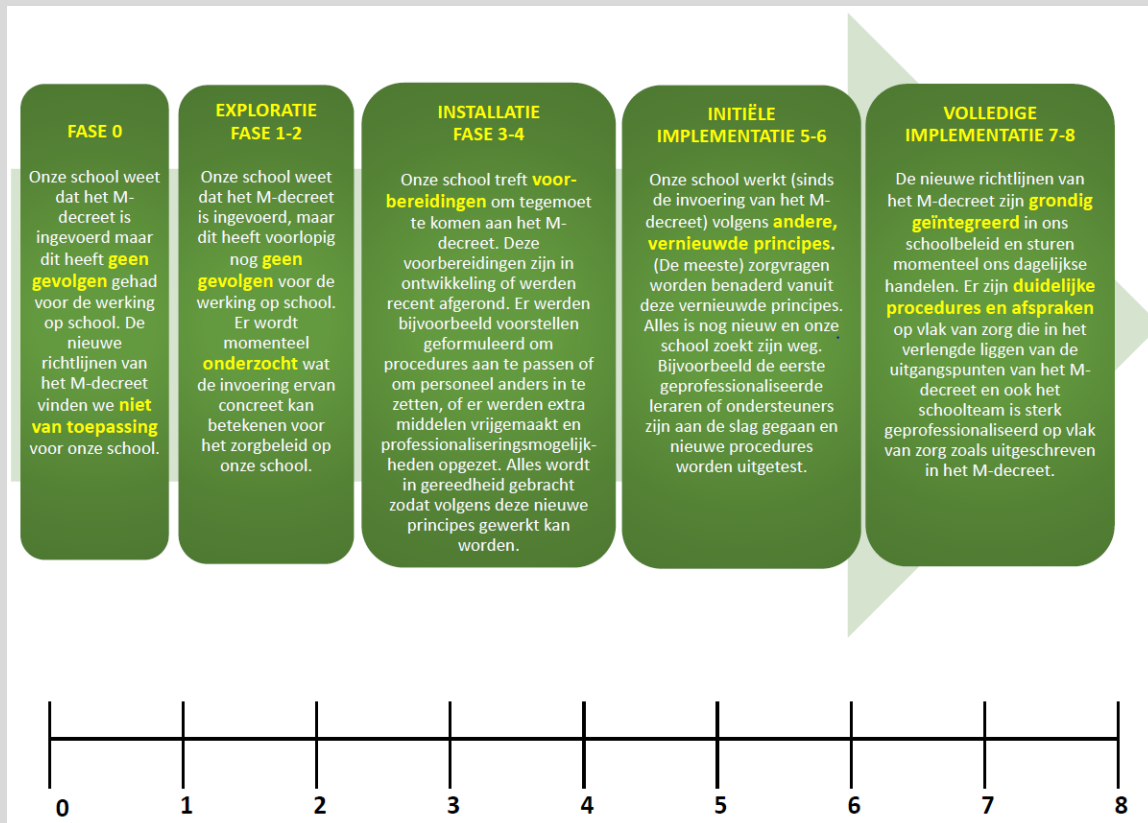 FASE 0
Onze school weet
dat het M-
decreet is
ingevoerd maar
dit heeft geen
gevolgen gehad
voor de werking
op school. De
nieuwe
richtlijnen van
het M-decreet
vinden we niet
van toepassing
voor onze school.
EXPLORATIE
FASE 1-2
Onze school weet
dat het M-decreet
is ingevoerd, maar
dit heeft voorlopig
nog geen
gevolgen voor de
werking op school.
Er wordt
momenteel
onderzocht wat
de invoering ervan
concreet kan
betekenen voor
het zorgbeleid op
onze school.
INSTALLATIE
FASE 3-4
Onze school treft voor-
bereidingen om tegemoet
te komen aan het M-
decreet. Deze
voorbereidingen zijn in
ontwikkeling of werden
recent afgerond. Er werden
bijvoorbeeld voorstellen
geformuleerd om
procedures aan te passen of
om personeel anders in te
zetten, of er werden extra
middelen vrijgemaakt en
professionaliseringsmogelijk-
heden opgezet. Alles wordt
in gereedheid gebracht
zodat volgens deze nieuwe
principes gewerkt kan
worden.
INITIËLE
IMPLEMENTATIE 5-6
Onze school werkt (sinds
de invoering van het M-
decreet) volgens andere,
vernieuwde principes.
(De meeste) zorgvragen
worden benaderd vanuit
deze vernieuwde principes.
Alles is nog nieuw en onze
school zoekt zijn weg.
Bijvoorbeeld de eerste
geprofessionaliseerde
leraren of ondersteuners
zijn aan de slag gegaan en
nieuwe procedures
worden uitgetest.
VOLLEDIGE
IMPLEMENTATIE 7-8
De nieuwe richtlijnen van
het M-decreet zijn grondig
geïntegreerd in ons
schoolbeleid en sturen
momenteel ons dagelijkse
handelen. Er zijn duidelijke
procedures en afspraken
op vlak van zorg die in het
verlengde liggen van de
uitgangspunten van het M-
decreet en ook het
schoolteam is sterk
geprofessionaliseerd op vlak
van zorg zoals uitgeschreven
in het M-decreet.
0 1 2 3 4 5 6 7 8